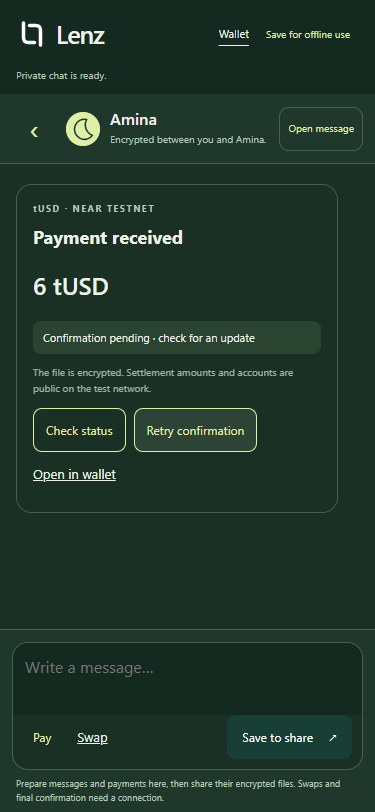 Lenz
Wallet
Save for offline use
Private chat is ready.
Amina
Encrypted between you and Amina.
Open message
tUSD · NEAR TESTNET
Payment received
6 tUSD
Confirmation pending · check for an update
The file is encrypted. Settlement amounts and accounts are
public on the test network.
Check status
Retry confirmation
Open in wallet
Write a message...
Pay
Swap
Save to share ↗
Prepare messages and payments here, then share their encrypted files. Swaps and
final confirmation need a connection.